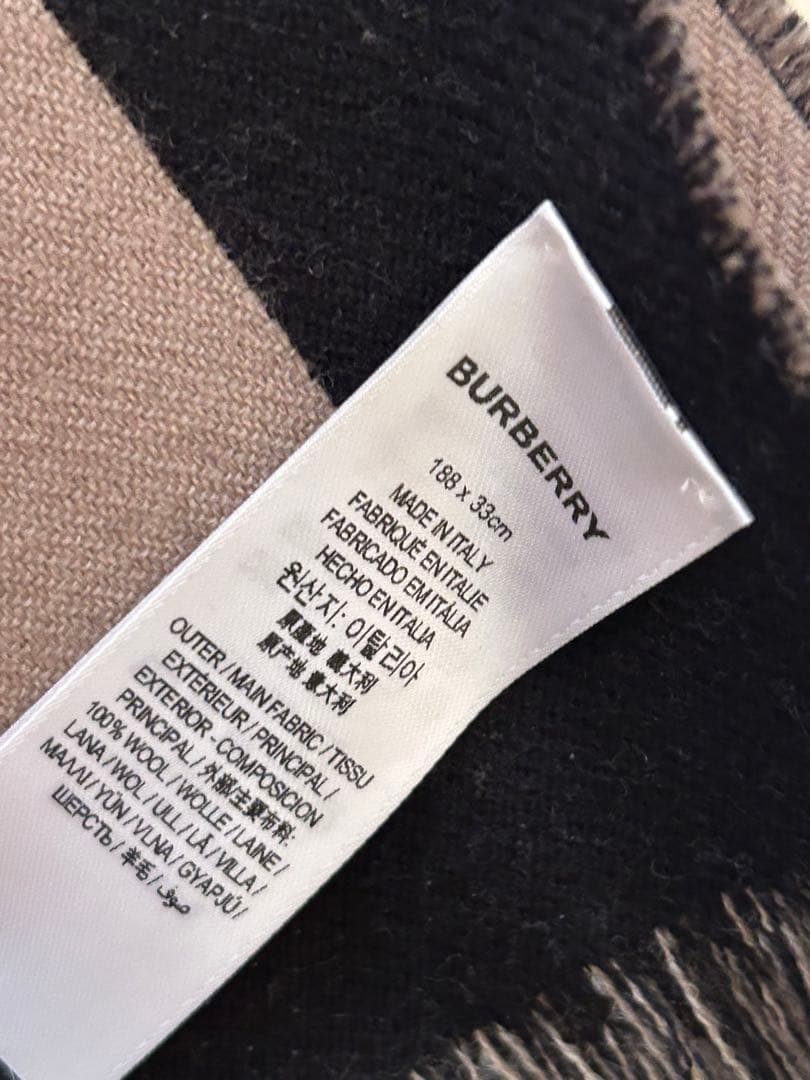 BURBERRY
188 x 33cm
MADE IN ITALY
FABRIQUÉ EN ITALIE
FABRICADO EM ITÁLIA
HECHO EN ITALIA
원산지: 이탈리아
原產地 義大利
原产地 意大利
OUTER / MAIN FABRIC / TISSU
EXTÉRIEUR / PRINCIPAL /
EXTERIOR - COMPOSICION
PRINCIPAL / 外部/主要布料:
100% WOOL / WOLLE / LAINE /
LANA / WOL / ULL / LÃ / VILLA /
ΜΑΛΛΙ / YÜN / VLNA / GYAPJÚ /
ШЕРСТЬ / 羊毛 / صوف